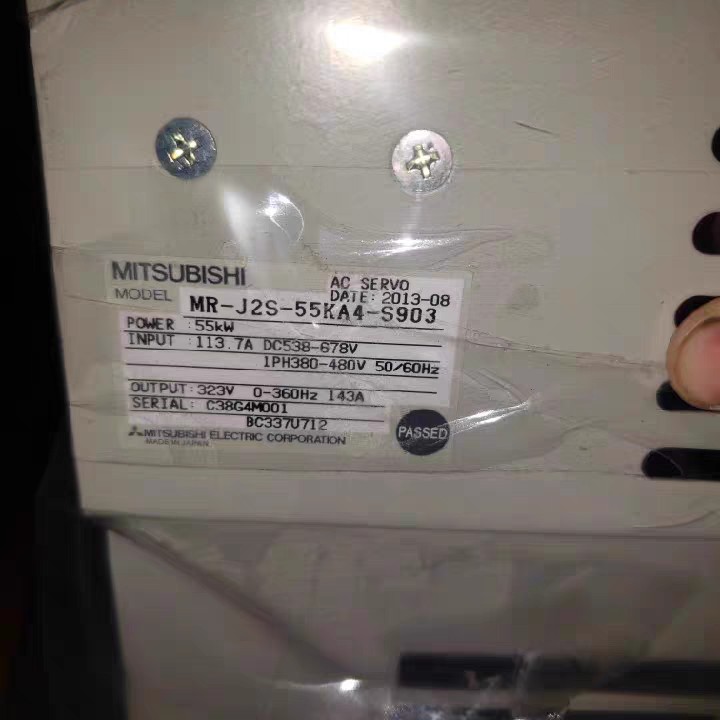 MITSUBISHI
AC SERVO
DATE: 2013-08
MODEL MR-J2S-55KA4-S903
POWER :55kW
INPUT :113.7A DC538-678V
1PH380-480V 50/60Hz
OUTPUT:323V 0-360Hz 143A
SERIAL: C38G4M001
BC337U712
MITSUBISHI ELECTRIC CORPORATION
MADE IN JAPAN
PASSED